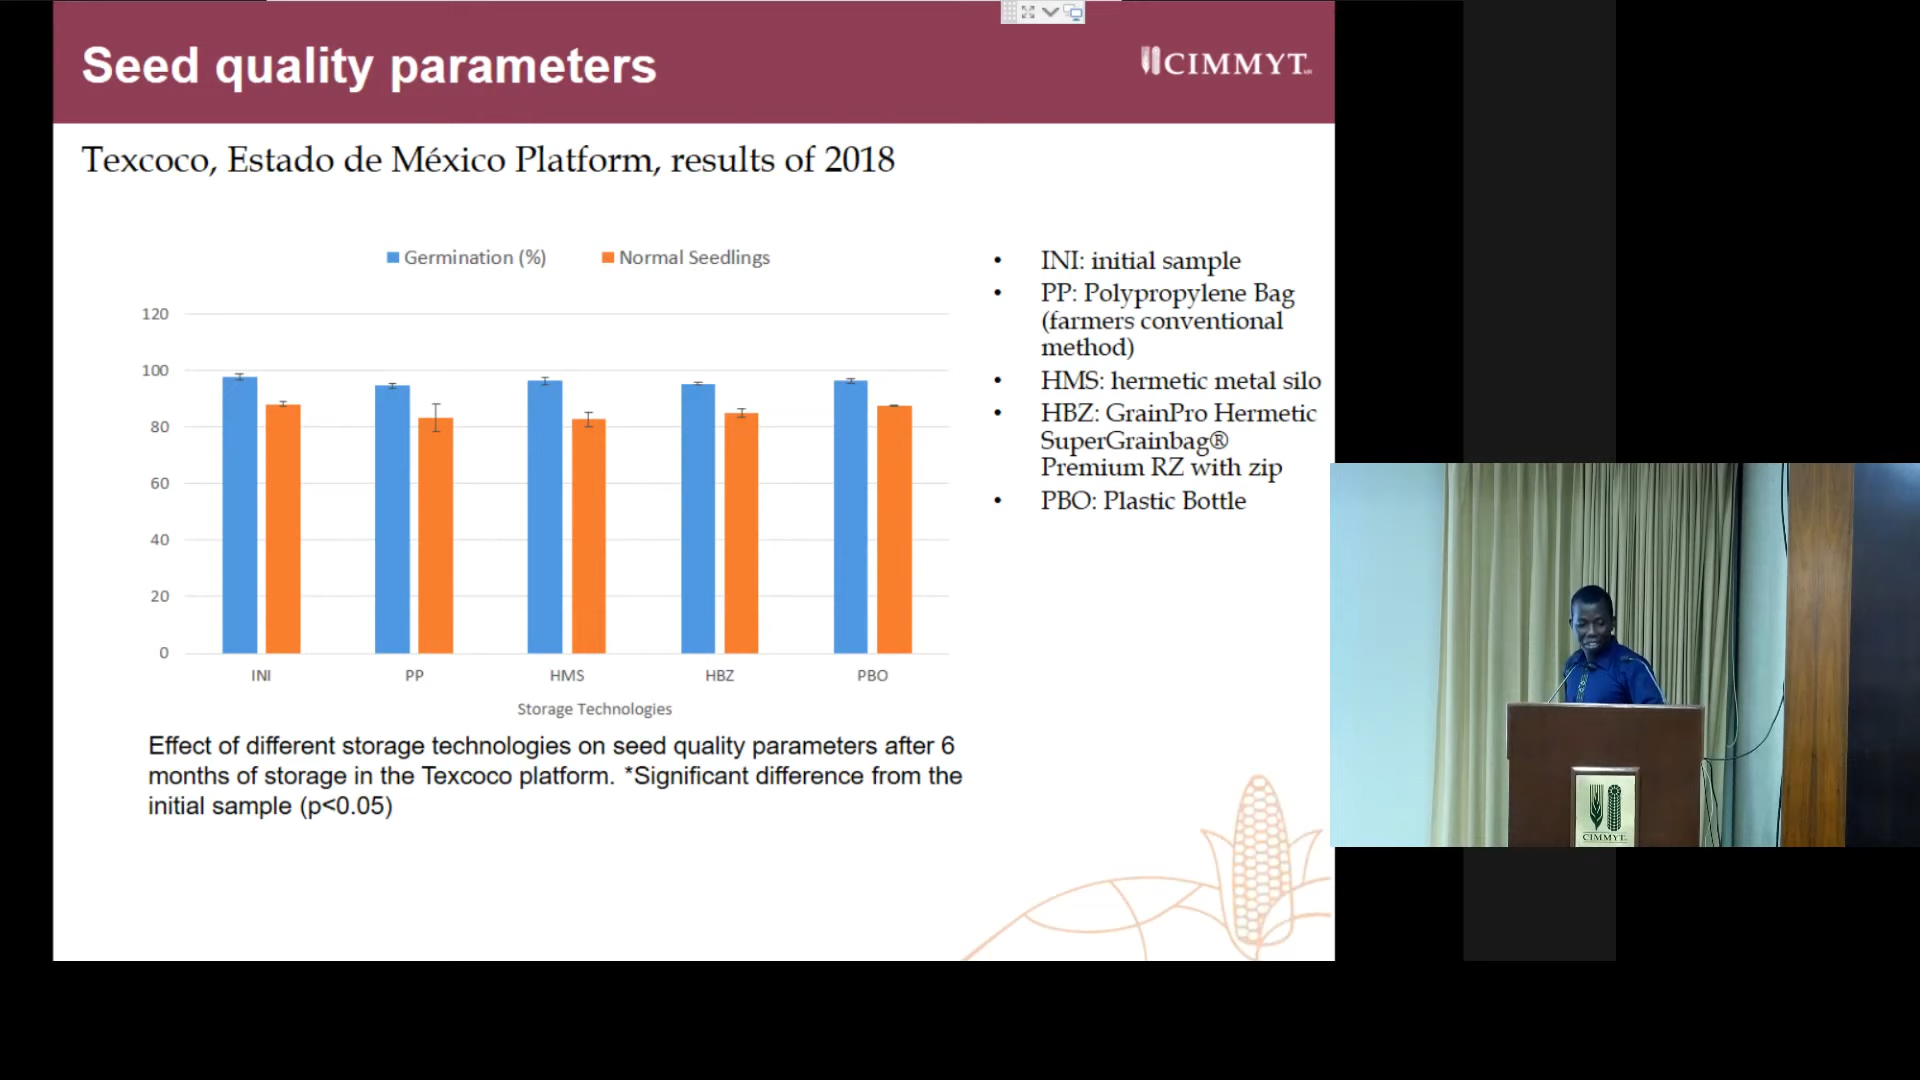 Seed quality parameters
CIMMYT
Texcoco, Estado de México Platform, results of 2018
Germination (%) Normal Seedlings
120
100
80
60
40
20
0
INI PP HMS HBZ PBO
Storage Technologies
• INI: initial sample
• PP: Polypropylene Bag
(farmers conventional
method)
• HMS: hermetic metal silo
• HBZ: GrainPro Hermetic
SuperGrainbag®
Premium RZ with zip
• PBO: Plastic Bottle
Effect of different storage technologies on seed quality parameters after 6
months of storage in the Texcoco platform. *Significant difference from the
initial sample (p<0.05)
CIMMYT